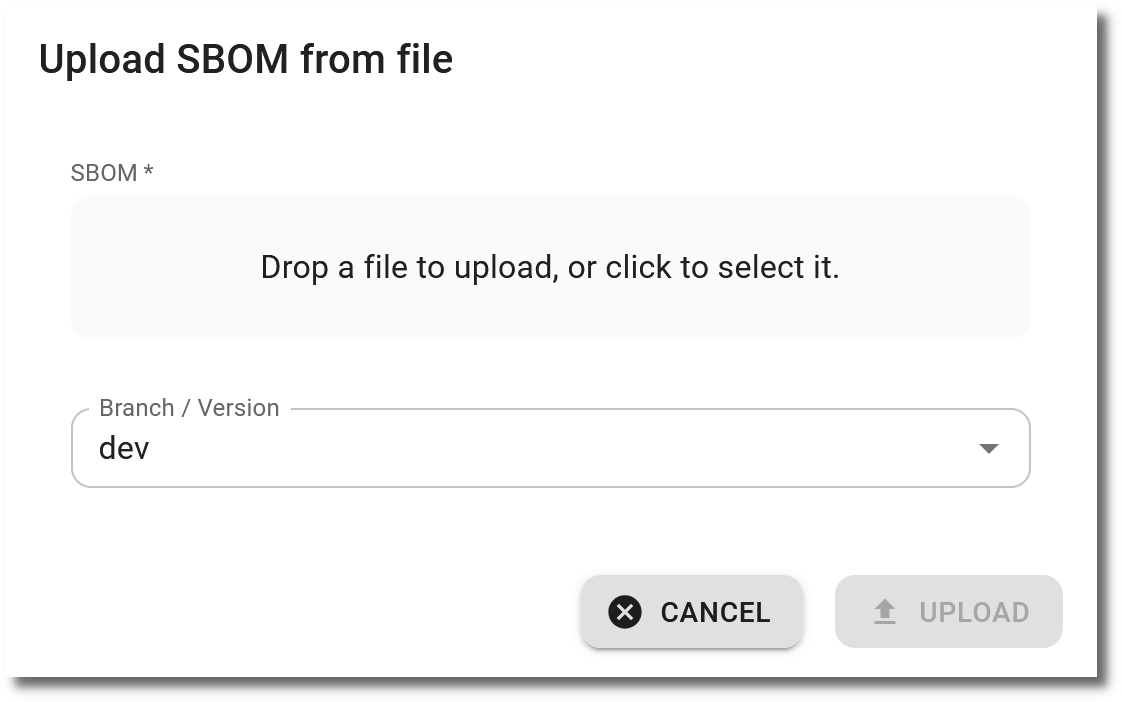 Upload SBOM from file
SBOM *
Drop a file to upload, or click to select it.
Branch / Version
dev
CANCEL
UPLOAD